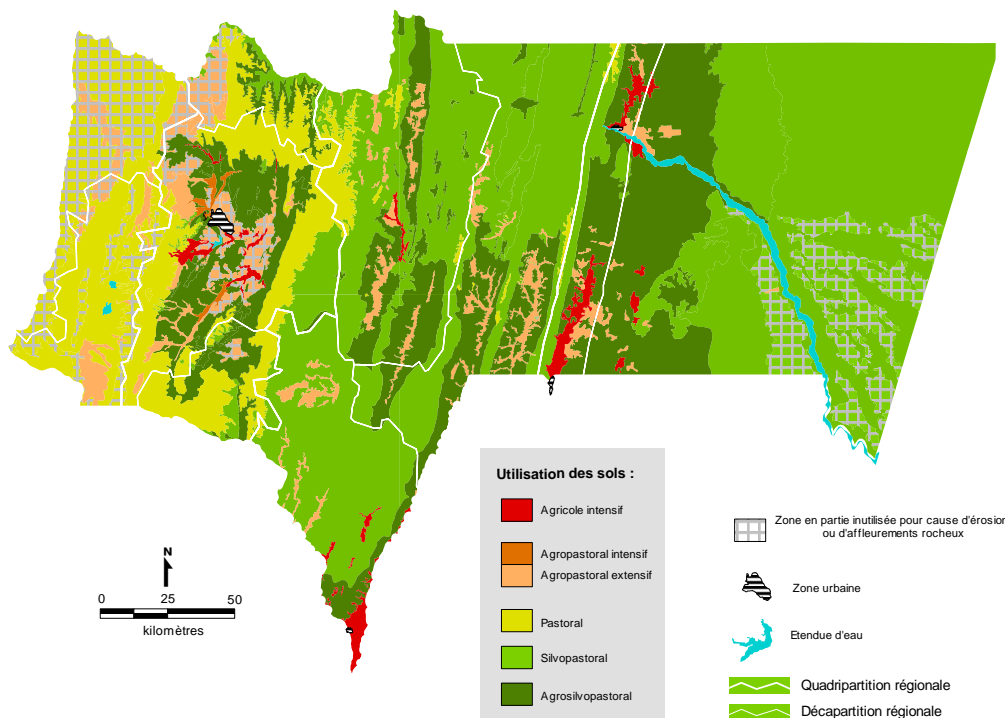 Utilisation des sols :
Agricole intensif
Agropastoral intensif
Agropastoral extensif
Pastoral
Silvopastoral
Agrosilvopastoral
N
0 25 50
kilomètres
Zone en partie inutilisée pour cause d'érosion
ou d'affleurements rocheux
Zone urbaine
Etendue d'eau
Quadripartition régionale
Décapartition régionale